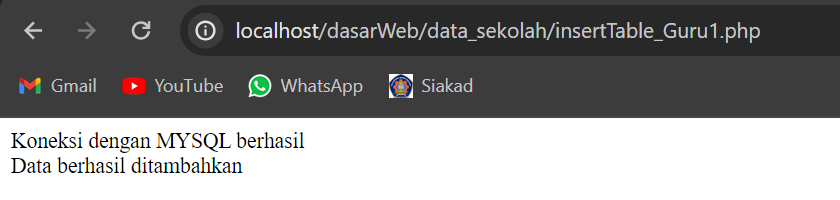 localhost/dasarWeb/data_sekolah/insertTable_Guru1.php
Gmail YouTube WhatsApp Siakad
Koneksi dengan MYSQL berhasil
Data berhasil ditambahkan